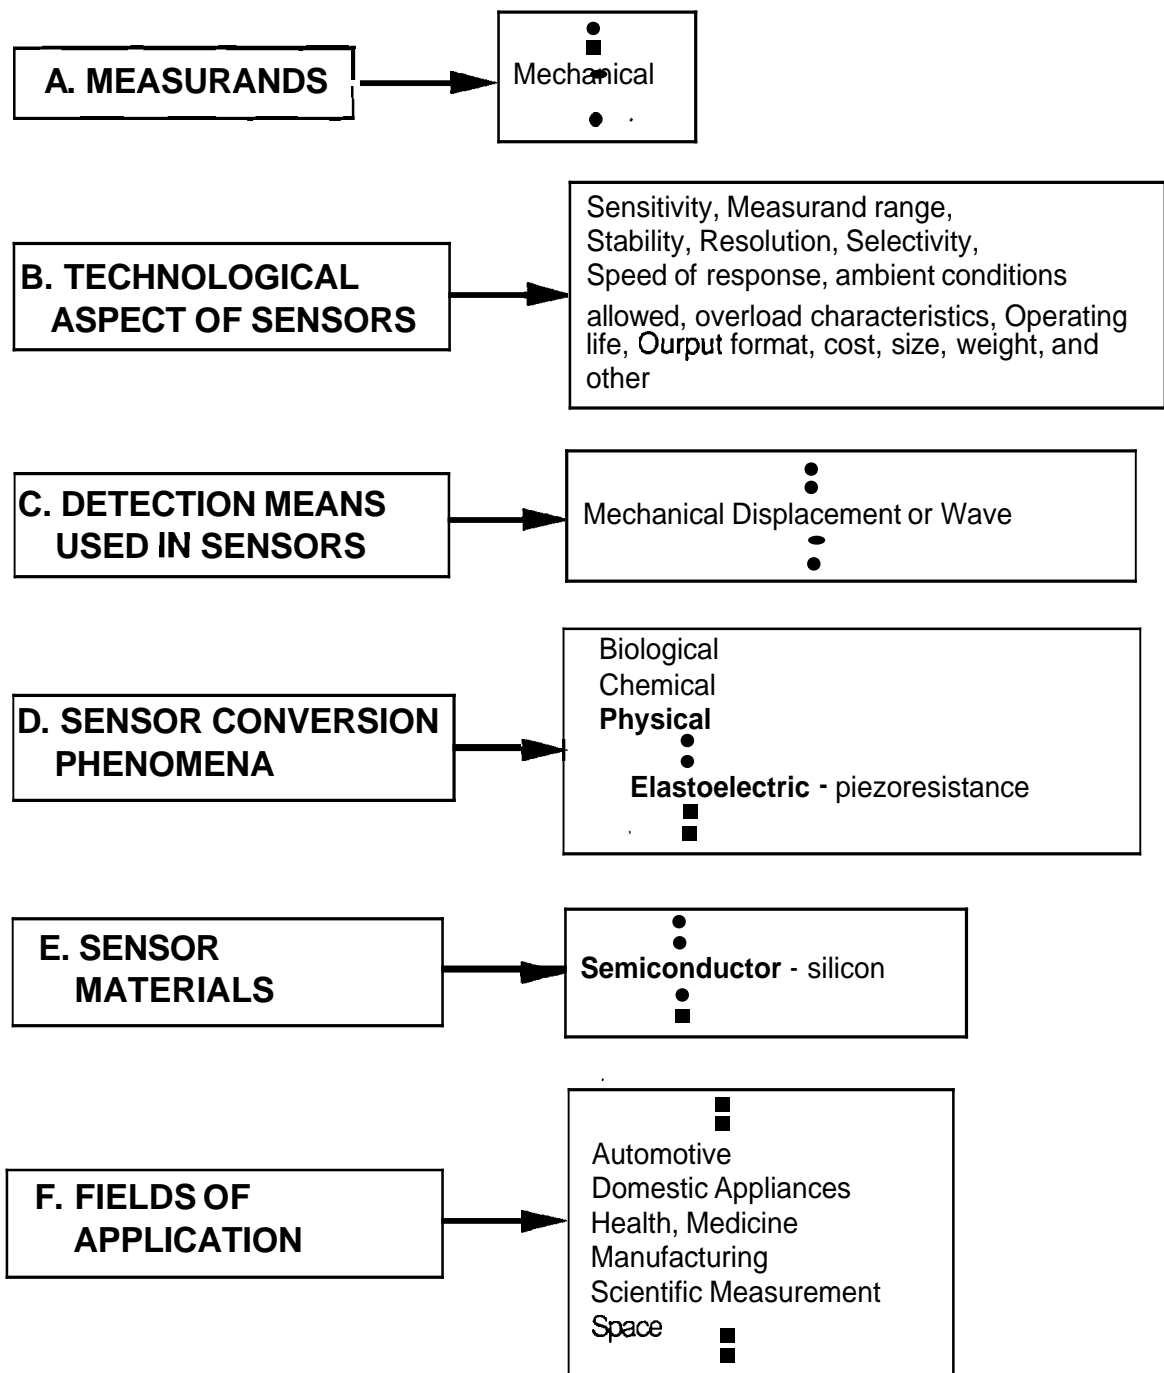 A. MEASURANDS
Mechanical
B. TECHNOLOGICAL
ASPECT OF SENSORS
Sensitivity, Measurand range,
Stability, Resolution, Selectivity,
Speed of response, ambient conditions
allowed, overload characteristics, Operating
life, Ourput format, cost, size, weight, and
other
C. DETECTION MEANS
USED IN SENSORS
Mechanical Displacement or Wave
D. SENSOR CONVERSION
PHENOMENA
Biological
Chemical
Physical
Elastoelectric - piezoresistance
E. SENSOR
MATERIALS
Semiconductor - silicon
F. FIELDS OF
APPLICATION
Automotive
Domestic Appliances
Health, Medicine
Manufacturing
Scientific Measurement
Space